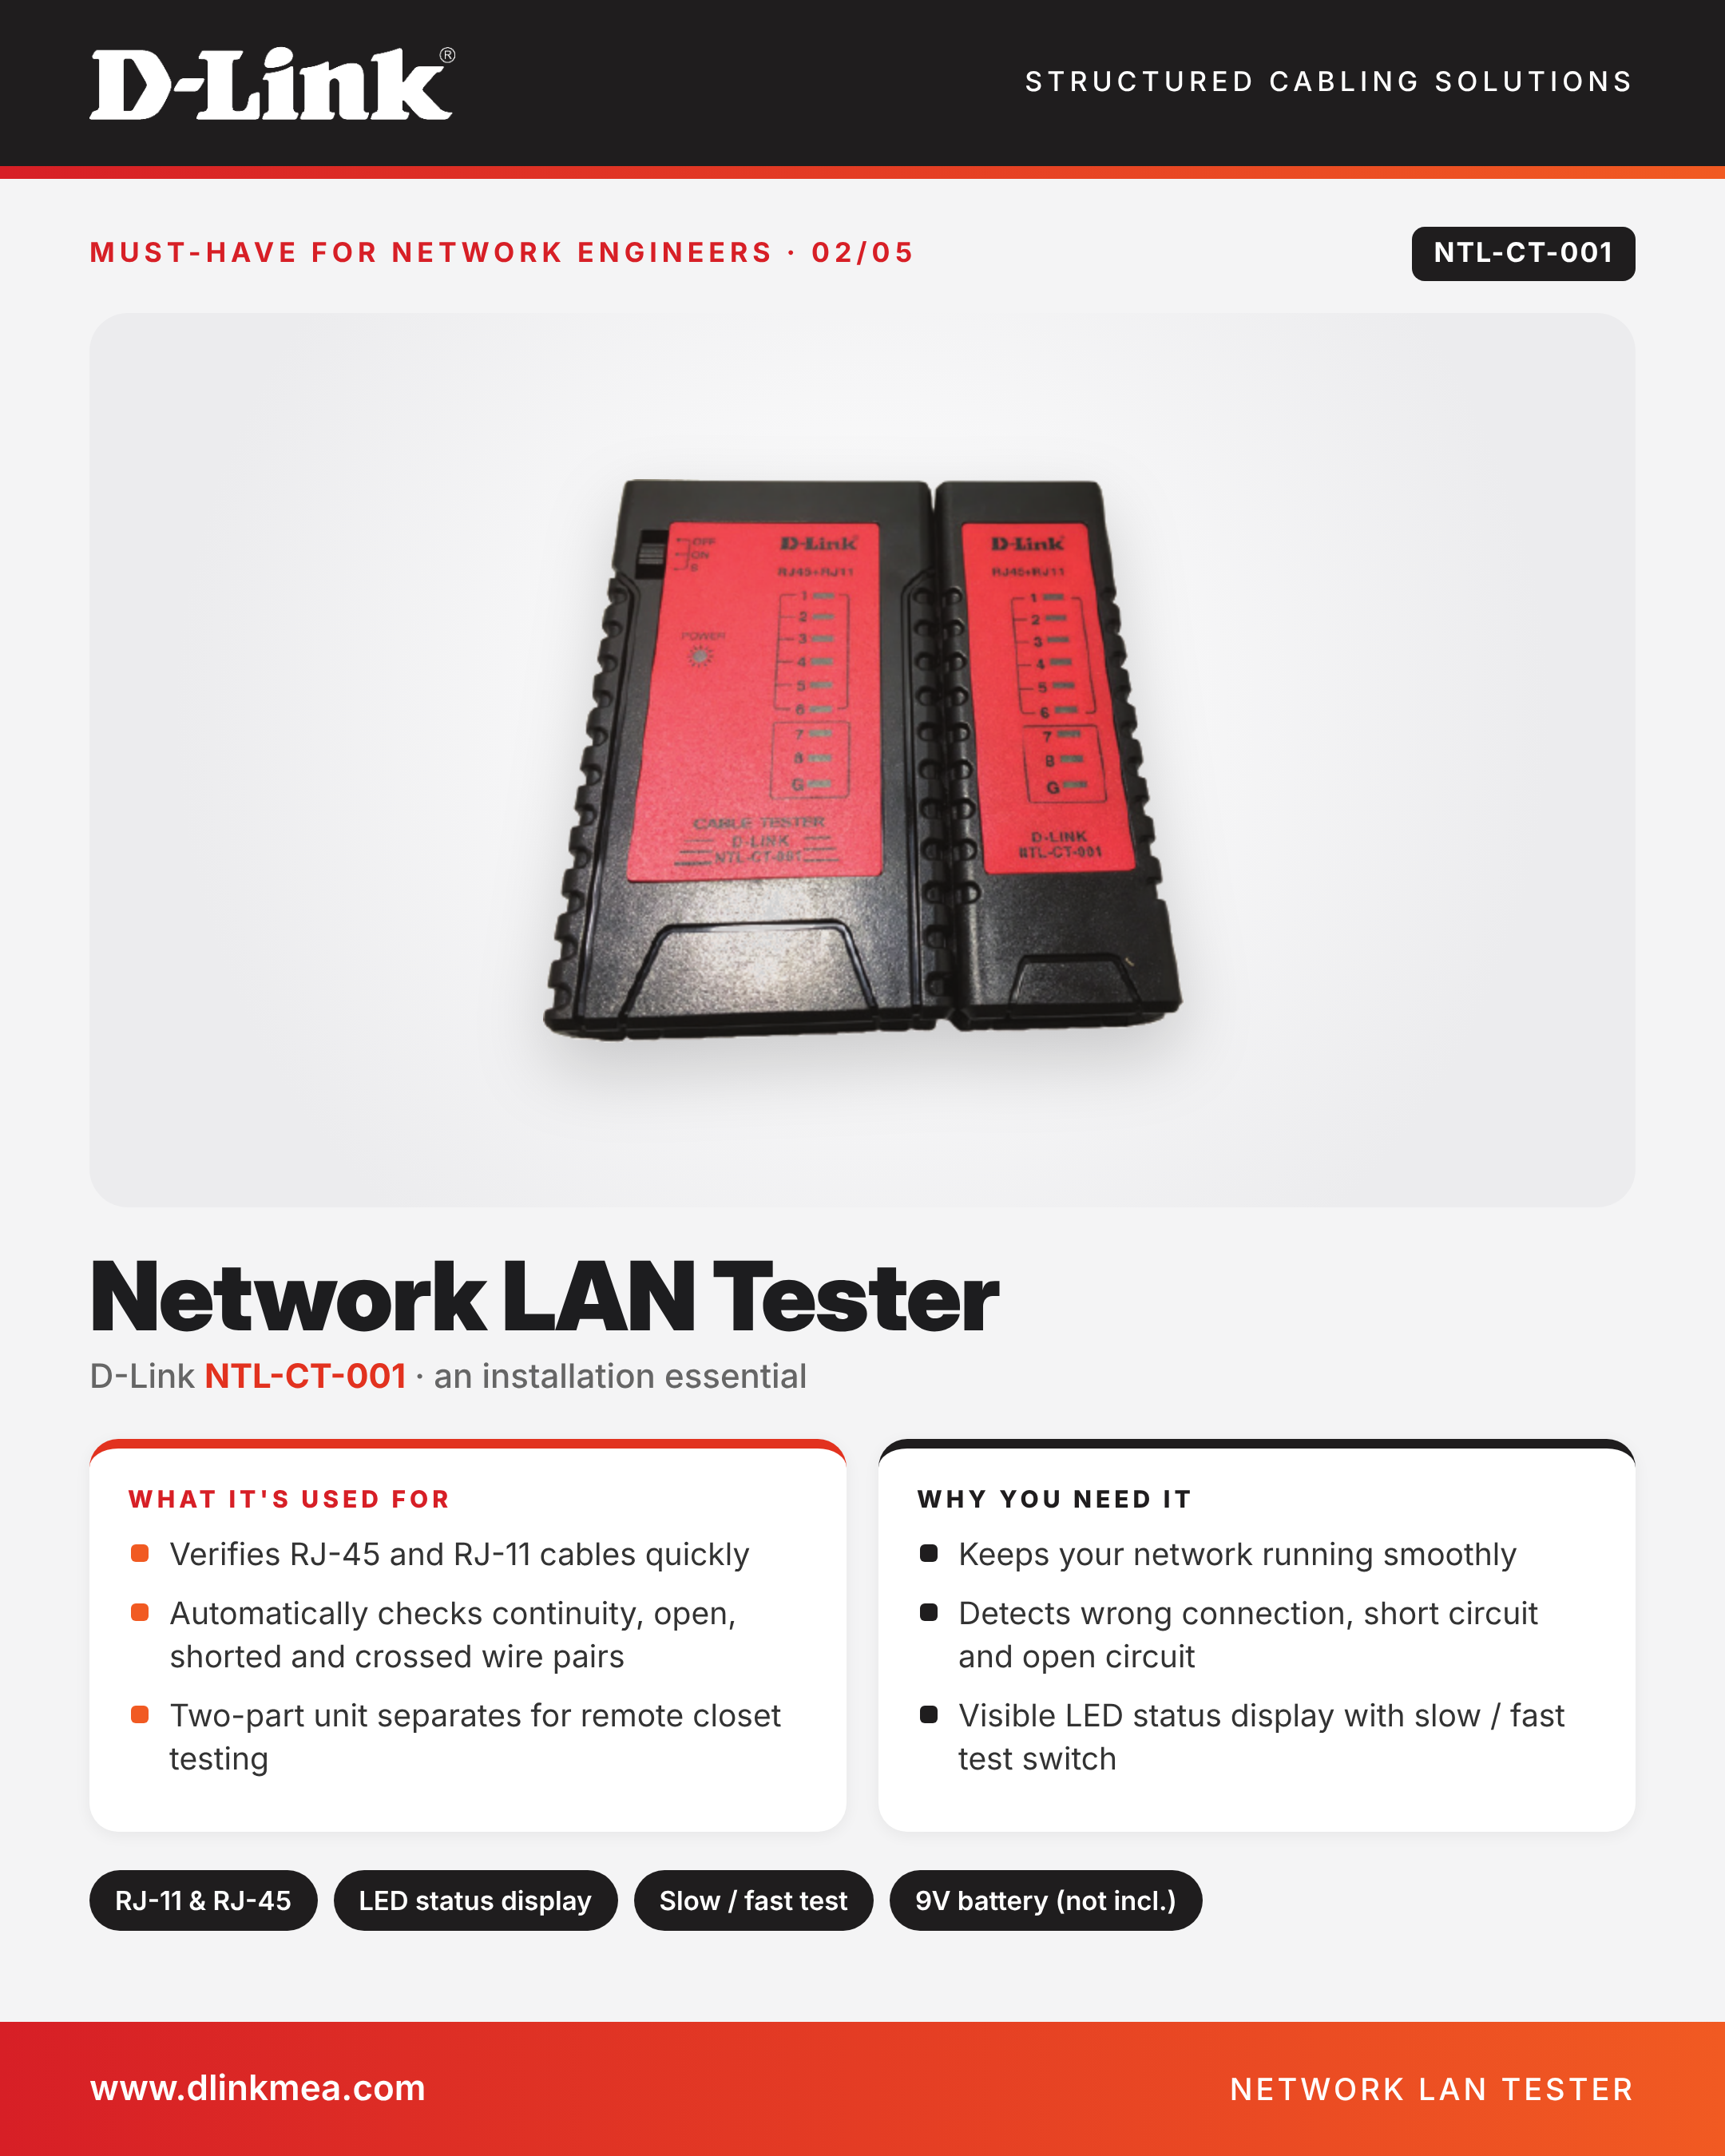 D-Link®
STRUCTURED CABLING SOLUTIONS
MUST-HAVE FOR NETWORK ENGINEERS · 02/05
NTL-CT-001
OFF
ON
S
D-Link
RJ45+RJ11
POWER
1
2
3
4
5
6
7
8
G
CABLE TESTER
D-LINK
NTL-CT-001
D-Link
RJ45+RJ11
1
2
3
4
5
6
7
8
G
D-LINK
NTL-CT-001
Network LAN Tester
D-Link NTL-CT-001 · an installation essential
WHAT IT'S USED FOR
Verifies RJ-45 and RJ-11 cables quickly
Automatically checks continuity, open,
shorted and crossed wire pairs
Two-part unit separates for remote closet
testing
WHY YOU NEED IT
Keeps your network running smoothly
Detects wrong connection, short circuit
and open circuit
Visible LED status display with slow / fast
test switch
RJ-11 & RJ-45
LED status display
Slow / fast test
9V battery (not incl.)
www.dlinkmea.com
NETWORK LAN TESTER